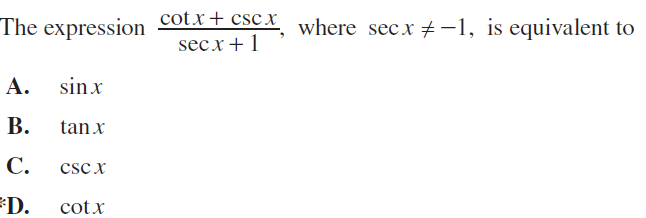 The expression (cot x + csc x)/(sec x + 1), where sec x ≠ −1, is equivalent to
A. sin x
B. tan x
C. csc x
*D. cot x